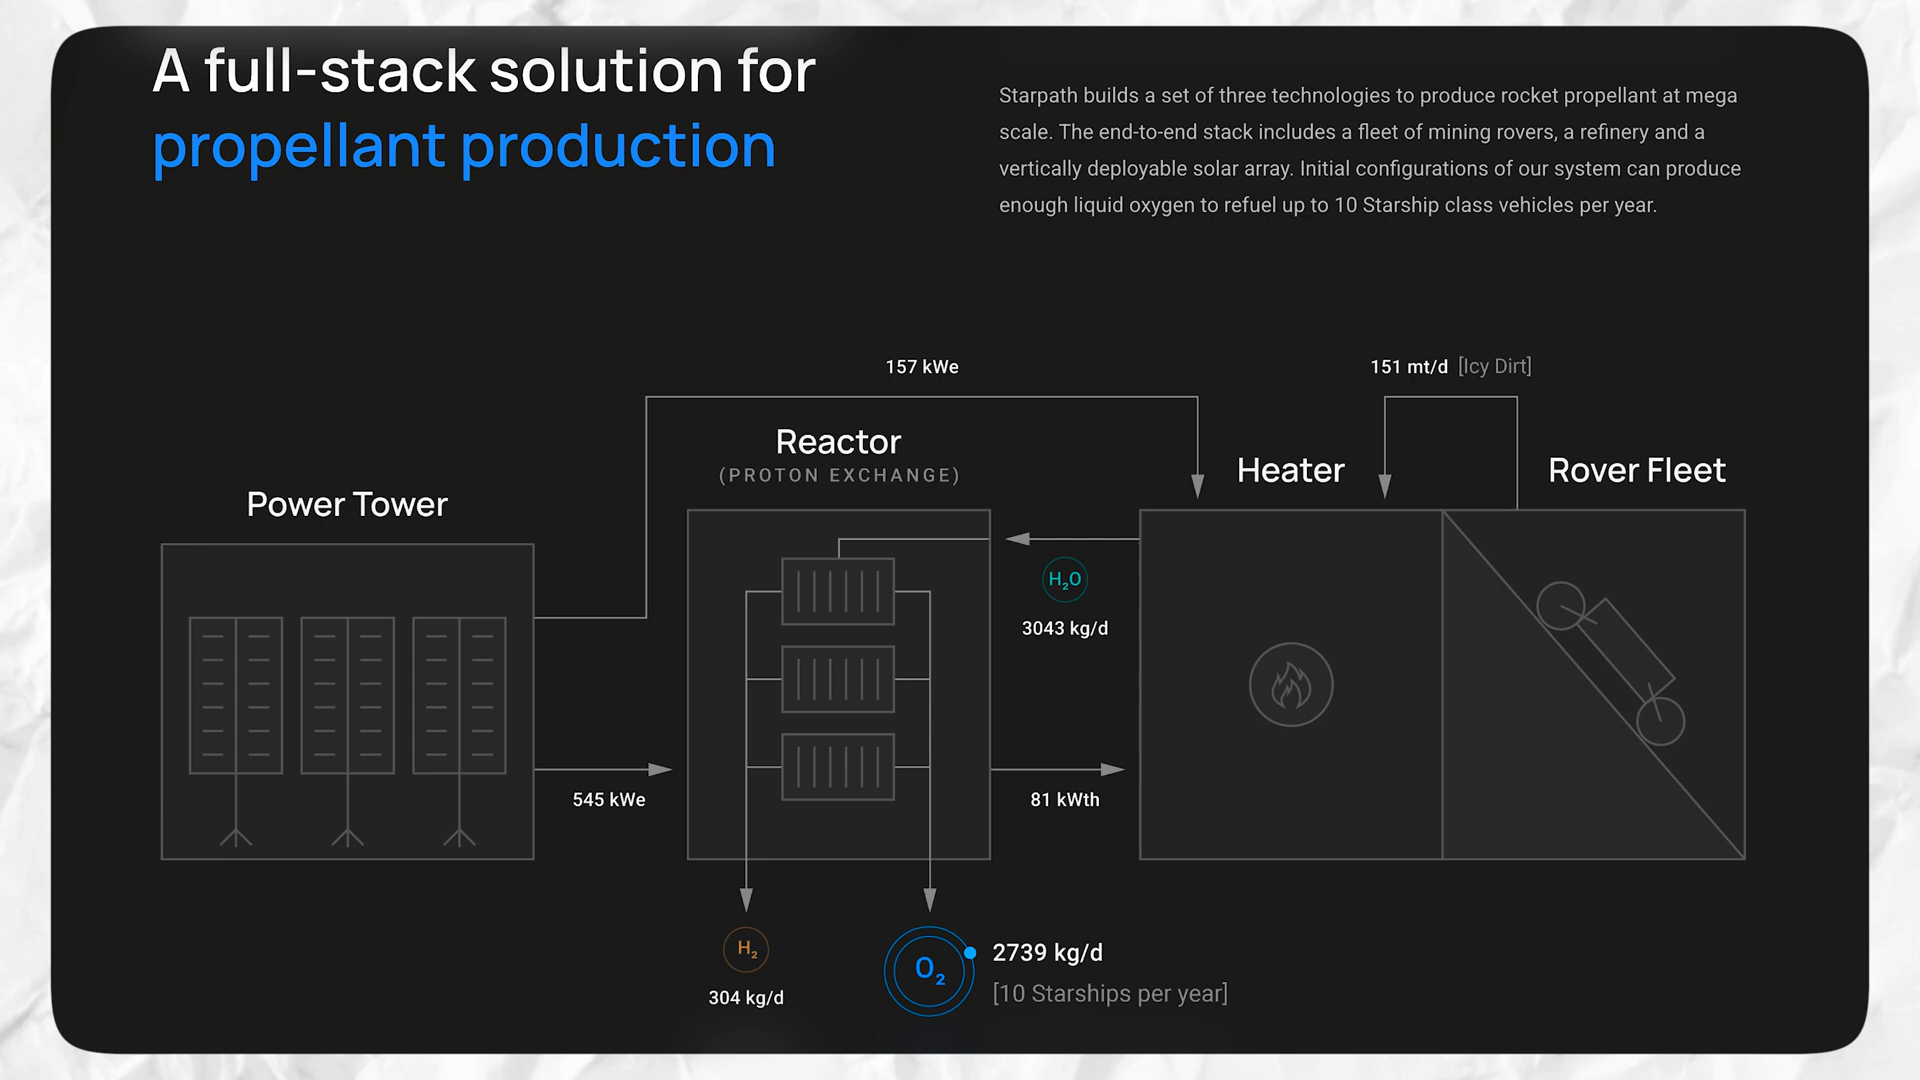 A full-stack solution for
propellant production
Starpath builds a set of three technologies to produce rocket propellant at mega
scale. The end-to-end stack includes a fleet of mining rovers, a refinery and a
vertically deployable solar array. Initial configurations of our system can produce
enough liquid oxygen to refuel up to 10 Starship class vehicles per year.
157 kWe
151 mt/d [Icy Dirt]
Reactor
(PROTON EXCHANGE)
Heater
Rover Fleet
Power Tower
H₂O
3043 kg/d
545 kWe
81 kWth
H₂
304 kg/d
O₂
2739 kg/d
[10 Starships per year]